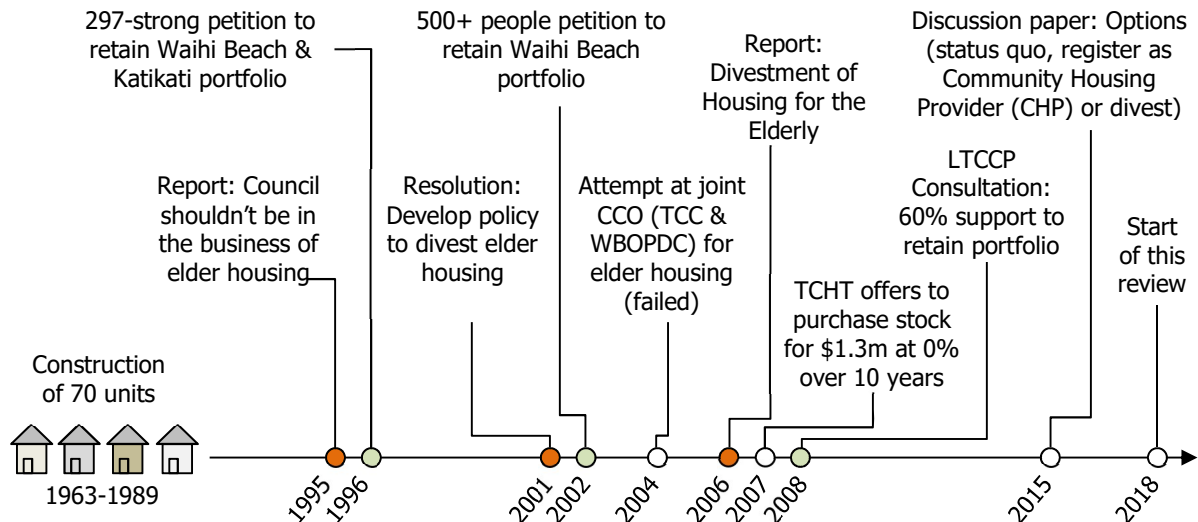 297-strong petition to
retain Waihi Beach &
Katikati portfolio
500+ people petition to
retain Waihi Beach
portfolio
Report:
Divestment of
Housing for the
Elderly
Discussion paper: Options
(status quo, register as
Community Housing
Provider (CHP) or divest)
Report: Council
shouldn't be in
the business of
elder housing
Resolution:
Develop policy
to divest elder
housing
Attempt at joint
CCO (TCC &
WBOPDC) for
elder housing
(failed)
TCHT offers to
purchase stock
for $1.3m at 0%
over 10 years
LTCCP
Consultation:
60% support to
retain portfolio
Start
of this
review
Construction
of 70 units
1963-1989
1995
1996
2001
2002
2004
2006
2007
2008
2015
2018